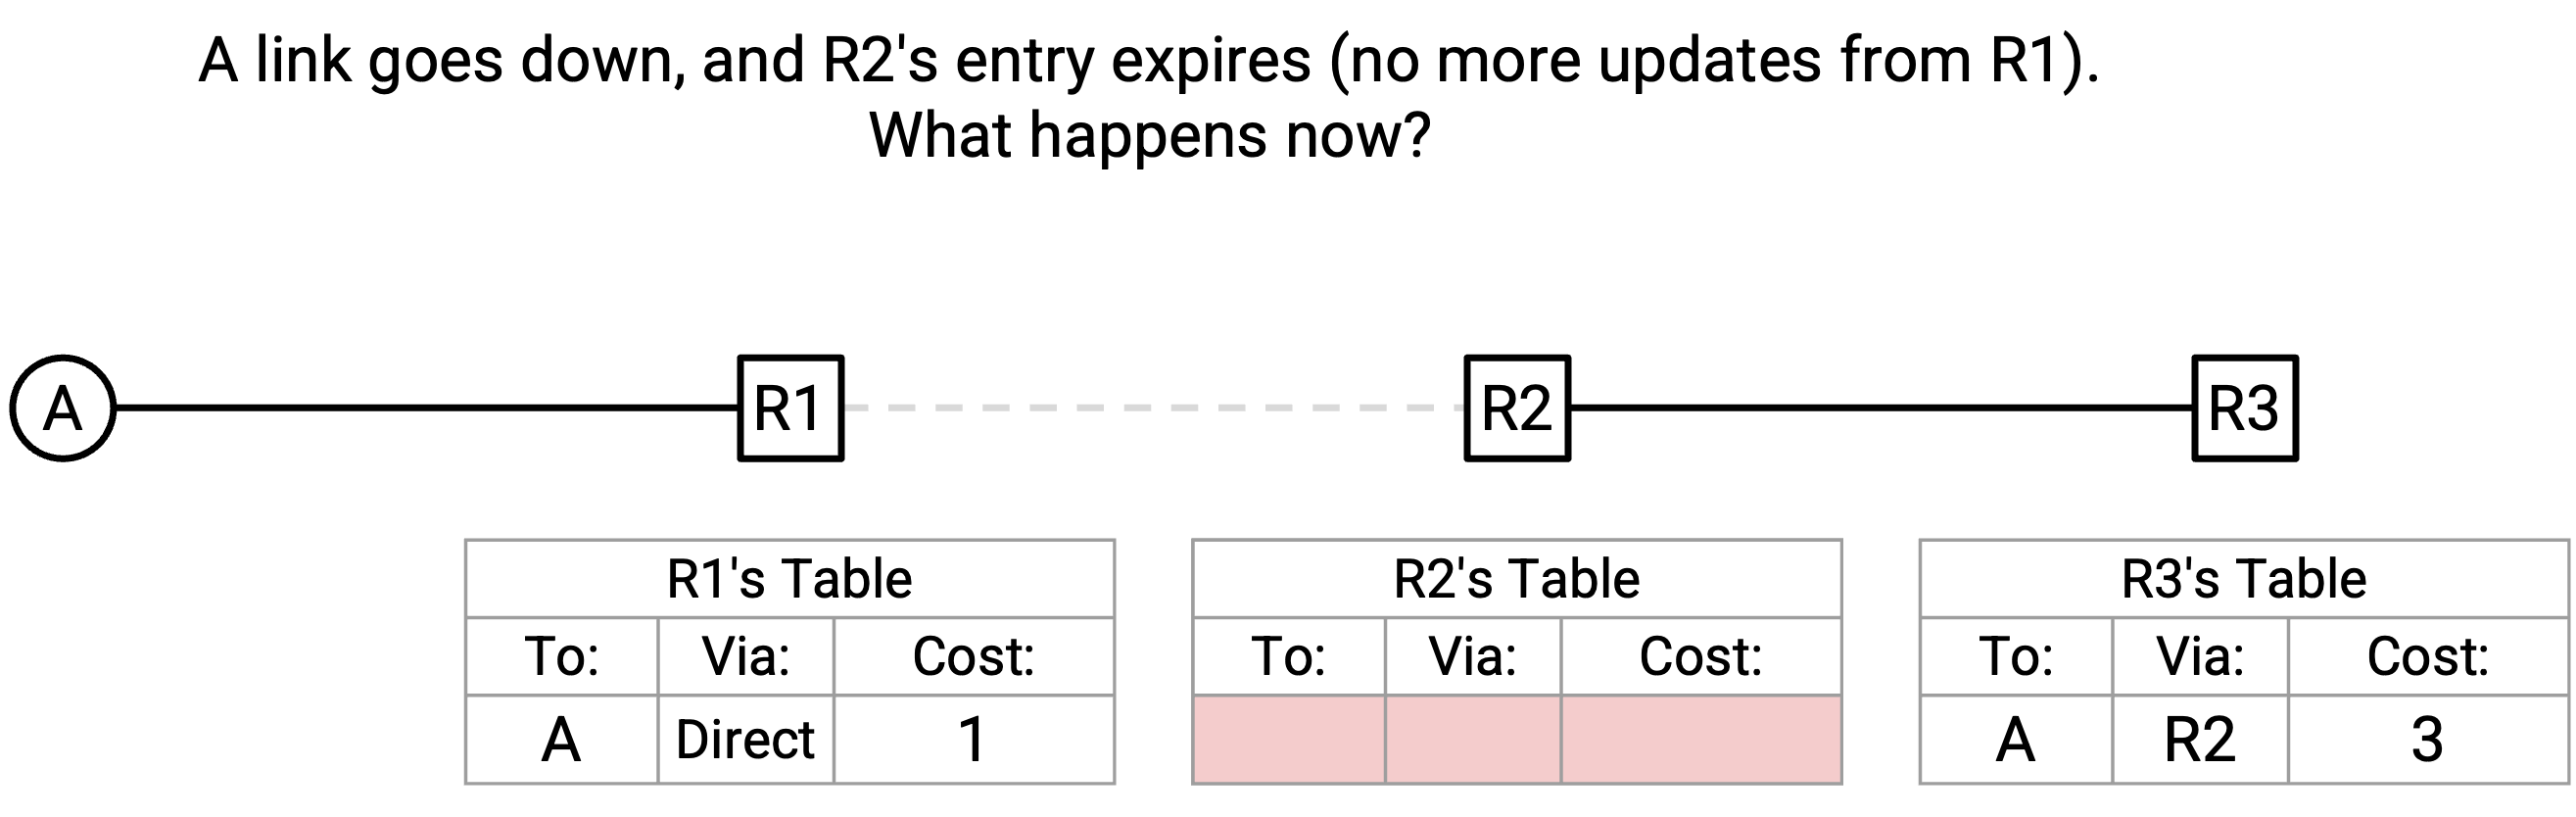 A link goes down, and R2's entry expires (no more updates from R1).
What happens now?
A R1 R2 R3
R1's Table
To: Via: Cost:
A Direct 1
R2's Table
To: Via: Cost:
R3's Table
To: Via: Cost:
A R2 3